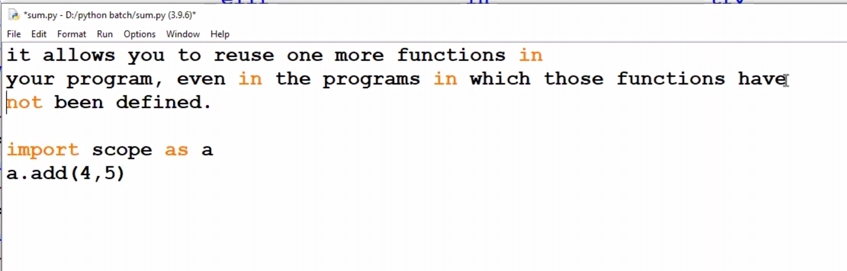 *sum.py - D:/python batch/sum.py (3.9.6)*
File Edit Format Run Options Window Help
it allows you to reuse one more functions in
your program, even in the programs in which those functions have
not been defined.
import scope as a
a.add(4,5)